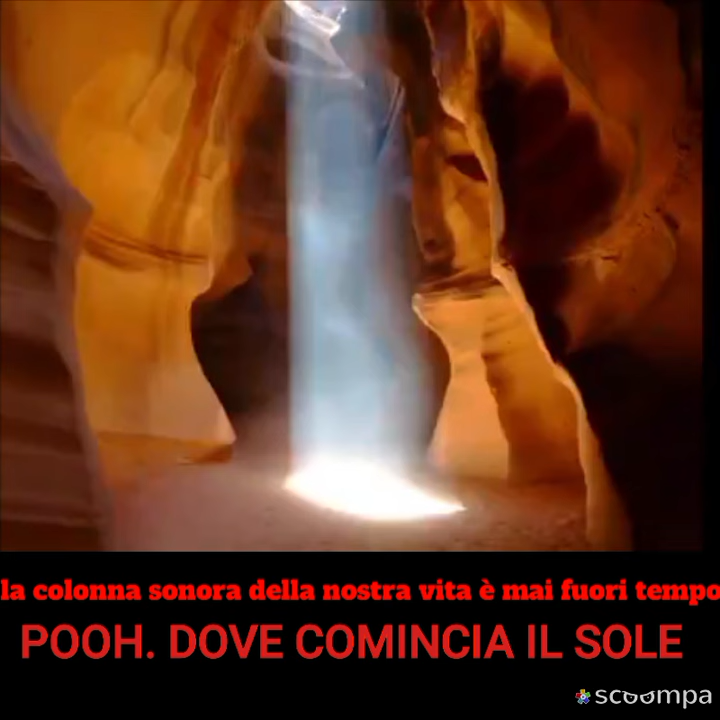 la colonna sonora della nostra vita è mai fuori tempo
POOH. DOVE COMINCIA IL SOLE
scoompa